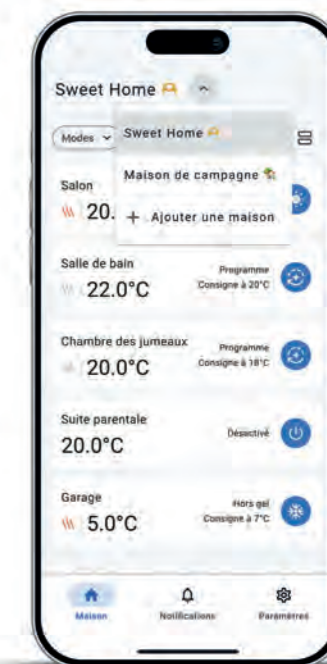 Sweet Home
Modes
Sweet Home
Maison de campagne
+ Ajouter une maison
Salon
20.
Salle de bain
22.0°C
Programme
Consigne à 20°C
Chambre des jumeaux
20.0°C
Programme
Consigne à 18°C
Suite parentale
20.0°C
Désactivé
Garage
5.0°C
Hors gel
Consigne à 7°C
Maison
Notifications
Paramètres